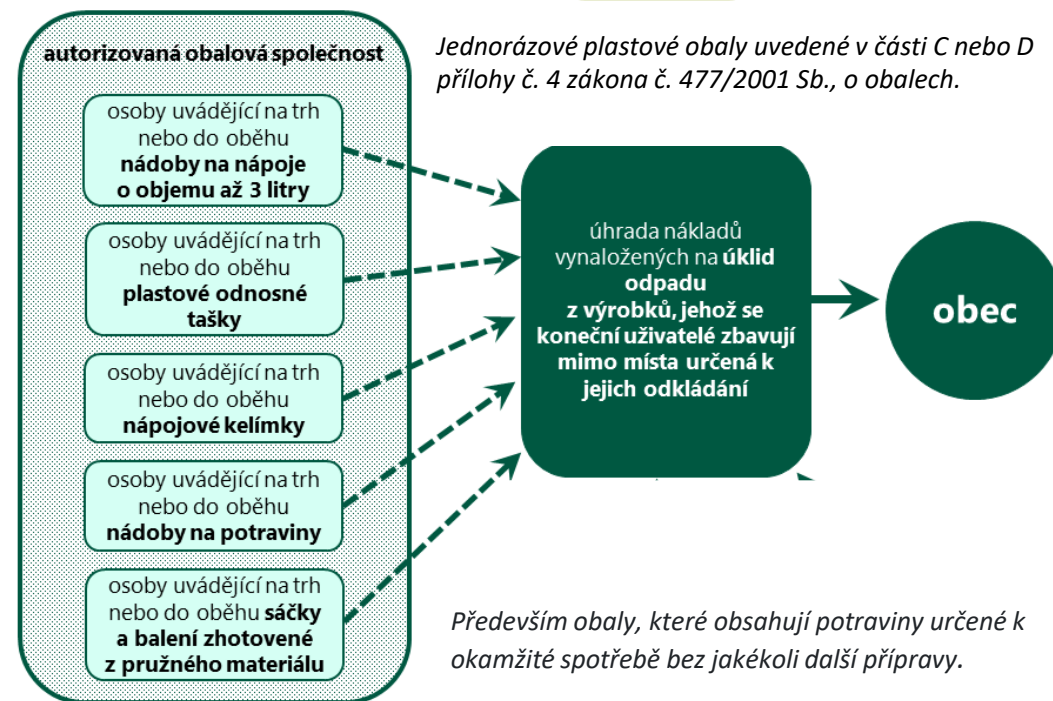 autorizovaná obalová společnost
osoby uvádějící na trh
nebo do oběhu
nádoby na nápoje
o objemu až 3 litry
osoby uvádějící na trh
nebo do oběhu
plastové odnosné
tašky
osoby uvádějící na trh
nebo do oběhu
nápojové kelímky
osoby uvádějící na trh
nebo do oběhu
nádoby na potraviny
osoby uvádějící na trh
nebo do oběhu sáčky
a balení zhotovené
z pružného materiálu
Jednorázové plastové obaly uvedené v části C nebo D
přílohy č. 4 zákona č. 477/2001 Sb., o obalech.
úhrada nákladů
vynaložených na úklid
odpadu
z výrobků, jehož se
koneční uživatelé zbavují
mimo místa určená k
jejich odkládání
obec
Především obaly, které obsahují potraviny určené k
okamžité spotřebě bez jakékoli další přípravy.